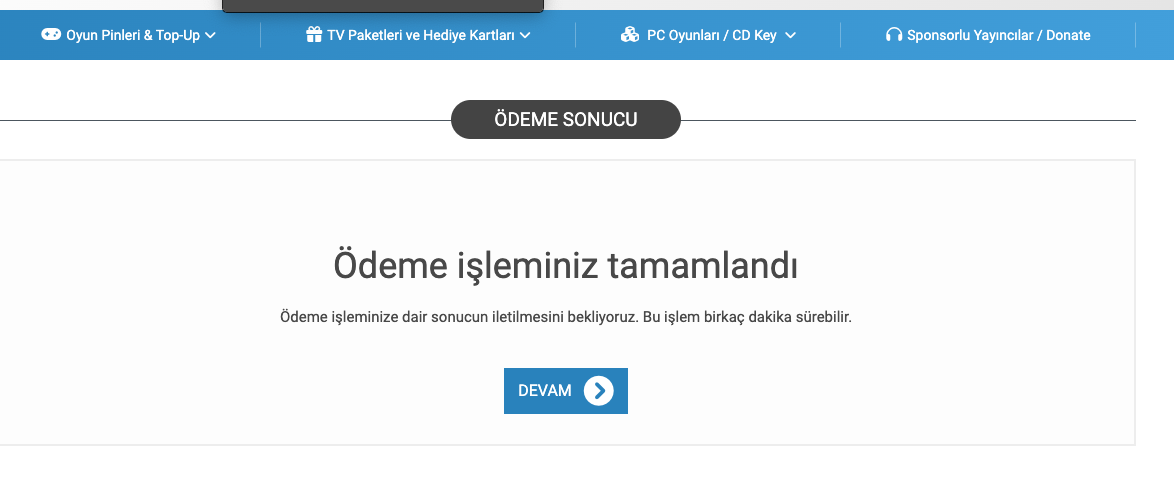 Oyun Pinleri & Top-Up TV Paketleri ve Hediye Kartları PC Oyunları / CD Key Sponsorlu Yayıncılar / Donate
ÖDEME SONUCU
Ödeme işleminiz tamamlandı
Ödeme işleminize dair sonucun iletilmesini bekliyoruz. Bu işlem birkaç dakika sürebilir.
DEVAM